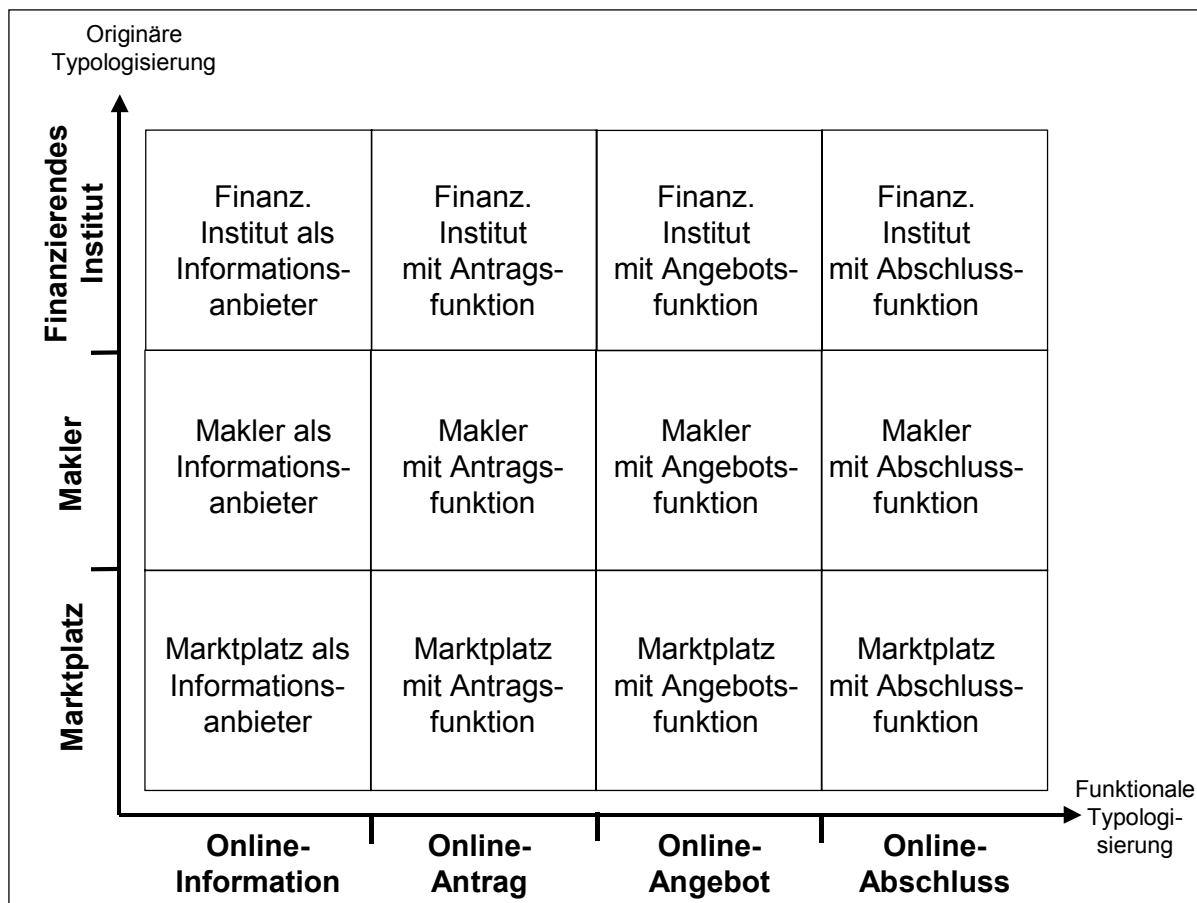 Originäre
Typologisierung
Finanzierendes
Institut
Finanz.
Institut als
Informations-
anbieter
Finanz.
Institut
mit Antrags-
funktion
Finanz.
Institut
mit Angebots-
funktion
Finanz.
Institut
mit Abschluss-
funktion
Makler
Makler als
Informations-
anbieter
Makler
mit Antrags-
funktion
Makler
mit Angebots-
funktion
Makler
mit Abschluss-
funktion
Marktplatz
Marktplatz als
Informations-
anbieter
Marktplatz
mit Antrags-
funktion
Marktplatz
mit Angebots-
funktion
Marktplatz
mit Abschluss-
funktion
Funktionale
Typologi-
sierung
Online-
Information
Online-
Antrag
Online-
Angebot
Online-
Abschluss